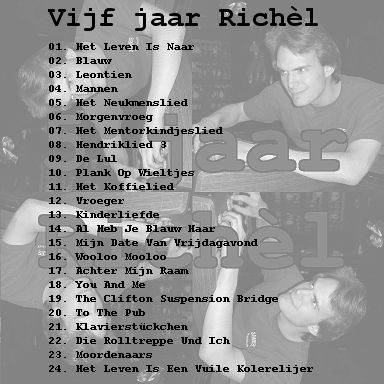 Vijf jaar Richèl
01. Het Leven Is Naar
02. Blauw
03. Leontien
04. Mannen
05. Het Neukmenslied
06. Morgenvroeg
07. Het Mentorkindjeslied
08. Hendriklied 3
09. De Lul
10. Plank Op Wieltjes
11. Het Koffielied
12. Vroeger
13. Kinderliefde
14. Al Heb Je Blauw Haar
15. Mijn Date Van Vrijdagavond
16. Wooloo Mooloo
17. Achter Mijn Raam
18. You And Me
19. The Clifton Suspension Bridge
20. To The Pub
21. Klavierstückchen
22. Die Rolltreppe Und Ich
23. Moordenaars
24. Het Leven Is Een Vuile Kolerelijer
jaar